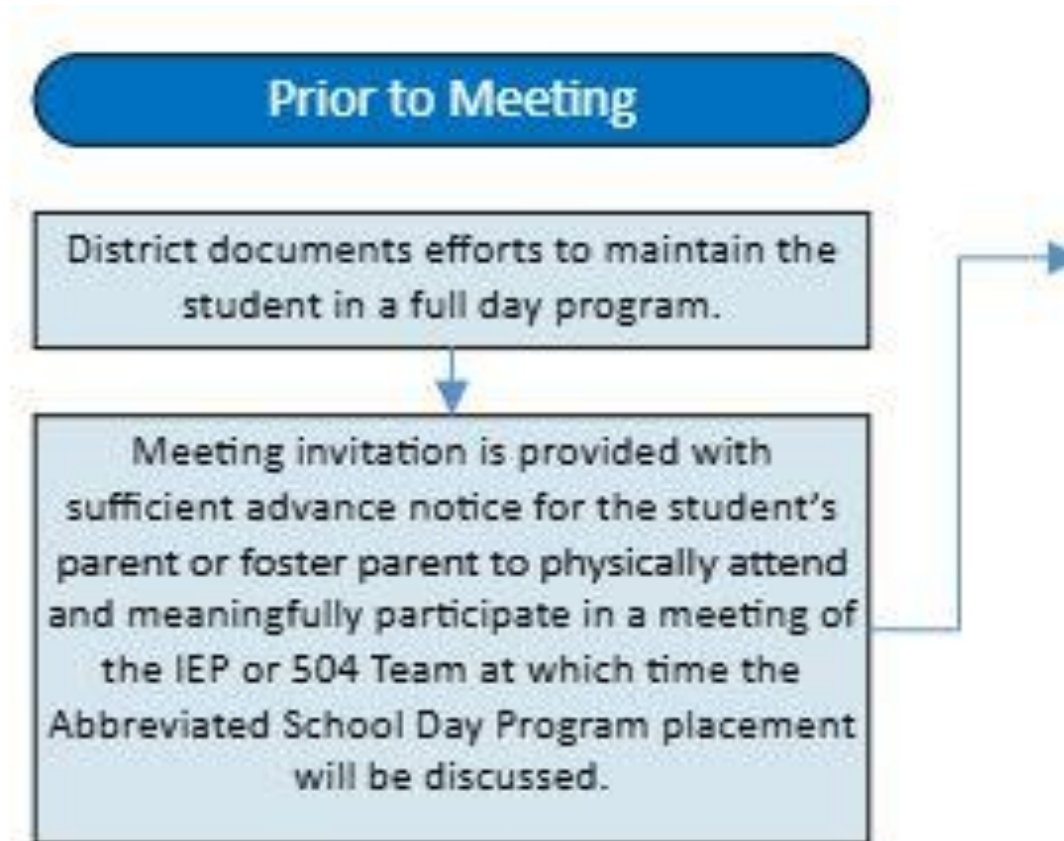 Prior to Meeting
District documents efforts to maintain the
student in a full day program.
Meeting invitation is provided with
sufficient advance notice for the student’s
parent or foster parent to physically attend
and meaningfully participate in a meeting of
the IEP or 504 Team at which time the
Abbreviated School Day Program placement
will be discussed.